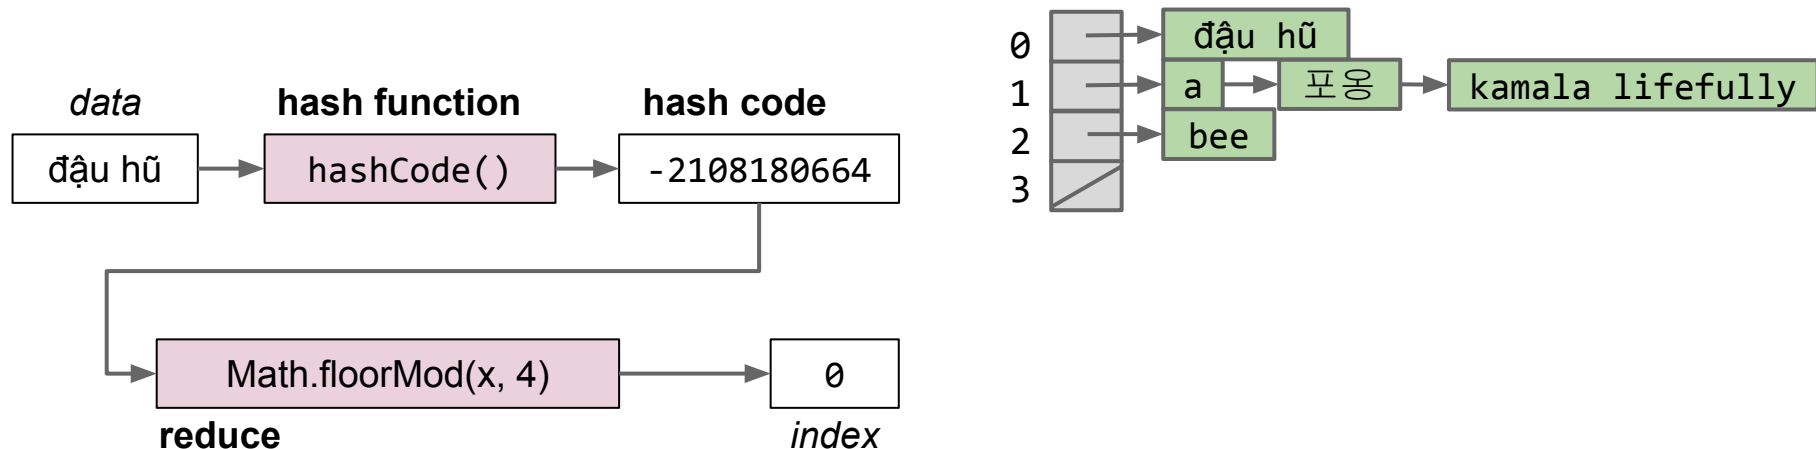 data
hash function
hash code
đậu hũ
hashCode()
-2108180664
Math.floorMod(x, 4)
0
reduce
index
0
đậu hũ
1
a
포옹
kamala lifefully
2
bee
3